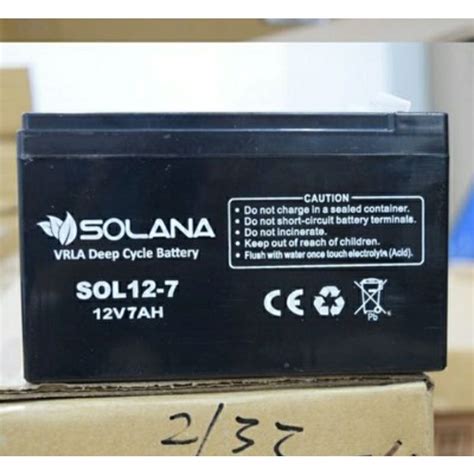 SOLANA
VRLA Deep Cycle Battery
SOL12-7
12V7AH
CAUTION
• Do not charge in a sealed container.
• Do not short-circuit battery terminals.
• Do not incinerate.
• Keep out of reach of children.
• Flush with water once touch electrolyte (Acid).
CE
Pb
2/33